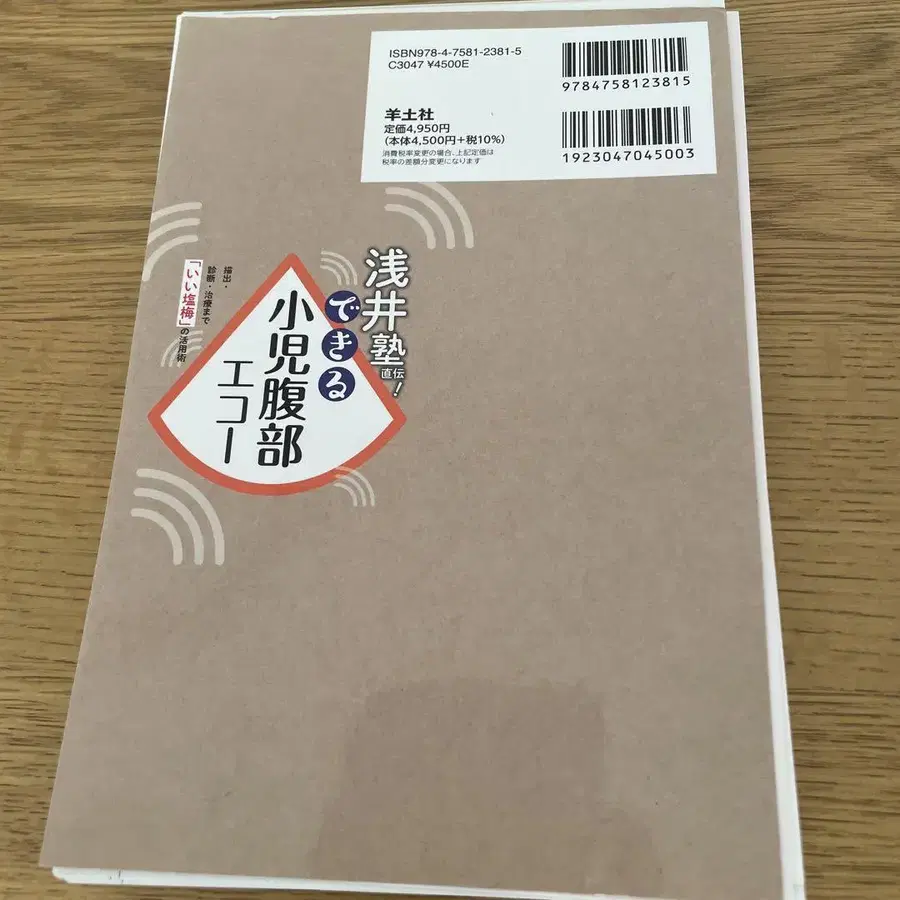 ISBN978-4-7581-2381-5
C3047 ¥4500E
9784758123815
羊土社
定価4,950円
(本体4,500円+税10%)
消費税率変更の場合、上記定価は
税率の差額分変更になります
1923047045003
浅井塾直伝!
できる
小児腹部
エコー
描出・
診断・治療まで
「いい塩梅」の活用術